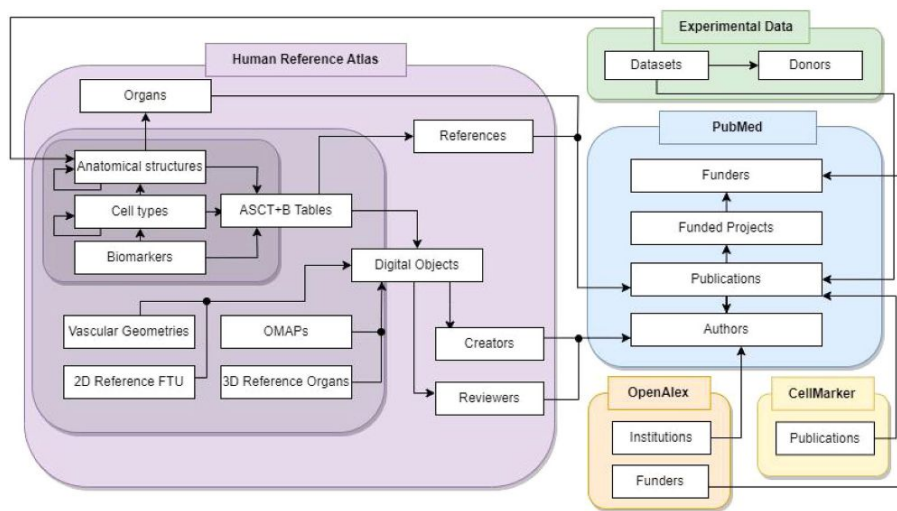 Human Reference Atlas
Organs
Anatomical structures
Cell types
Biomarkers
ASCT+B Tables
References
Digital Objects
Vascular Geometries
OMAPs
2D Reference FTU
3D Reference Organs
Creators
Reviewers
Experimental Data
Datasets
Donors
PubMed
Funders
Funded Projects
Publications
Authors
OpenAlex
Institutions
Funders
CellMarker
Publications